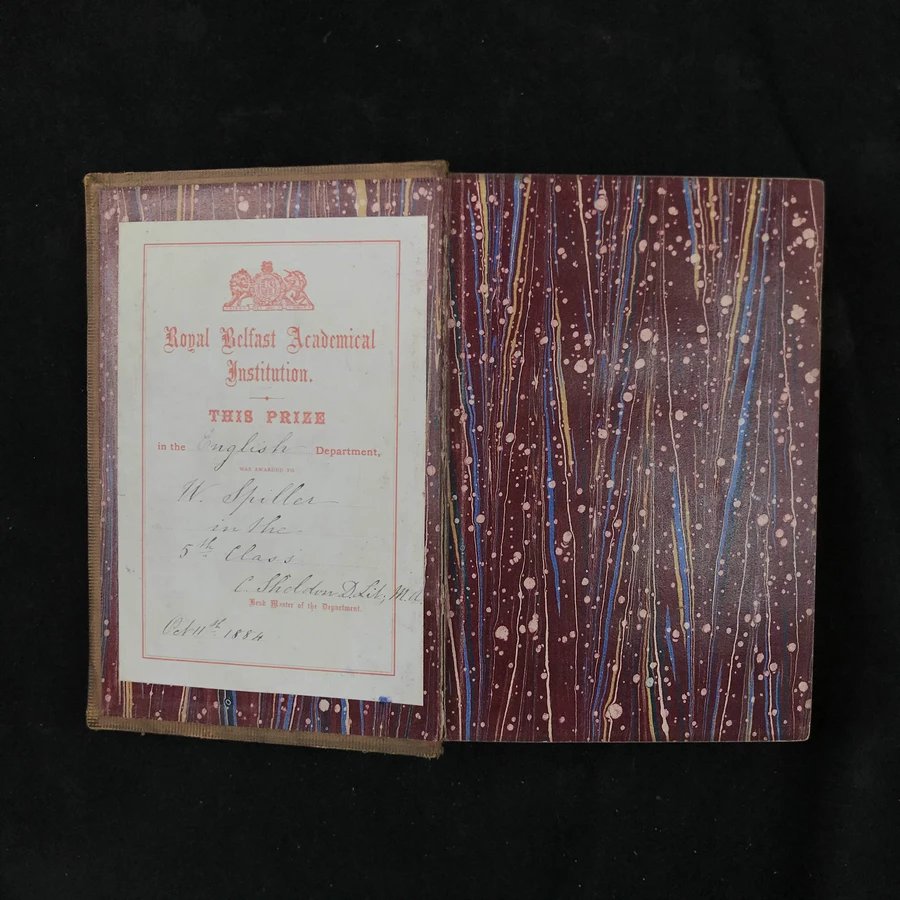 Royal Belfast Academical
Institution.
THIS PRIZE
in the English Department,
WAS AWARDED TO
W. Spiller
in the
5th Class
C. Sheldon D.Lit, M.A.
Head Master of the Department.
Oct 11th 1884